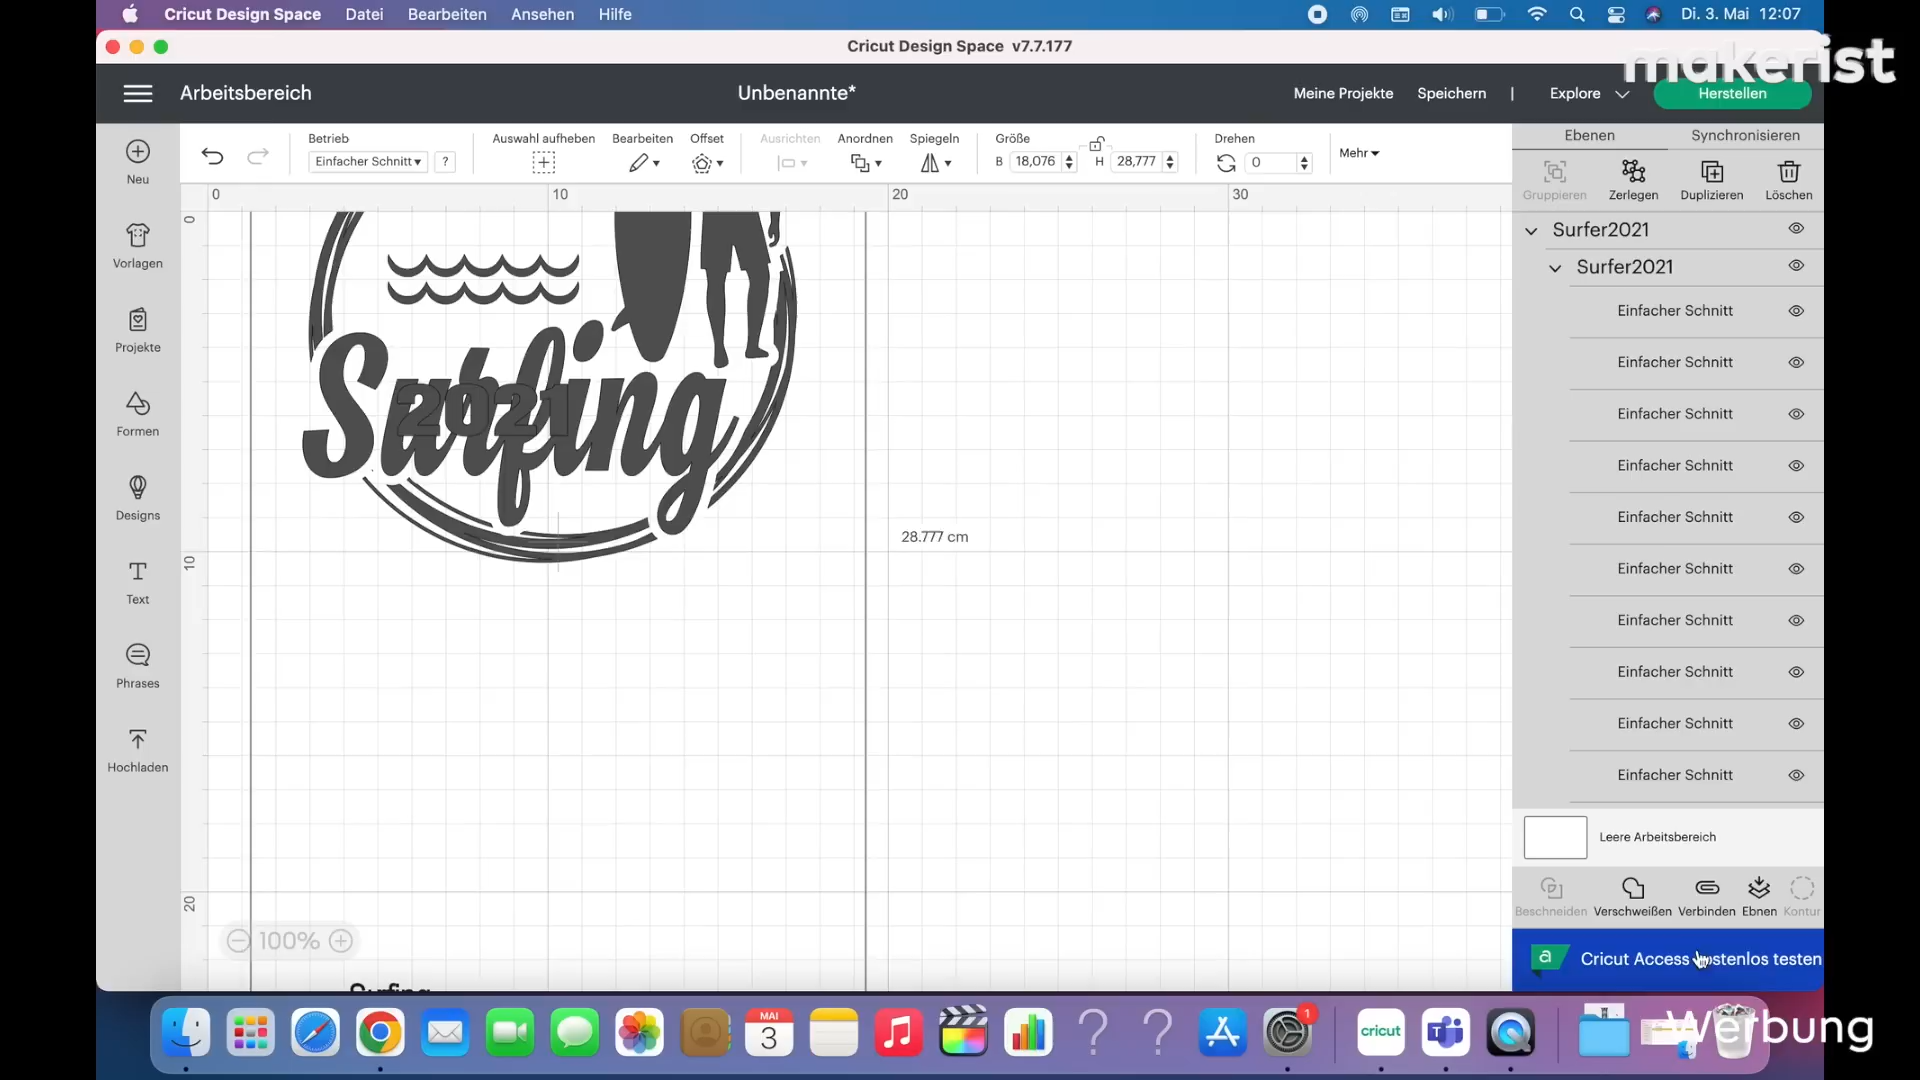 Cricut Design Space Datei Bearbeiten Ansehen Hilfe
Di. 3. Mai 12:07
Cricut Design Space v7.7.177
makerist
Arbeitsbereich
Unbenannte*
Meine Projekte Speichern | Explore Herstellen
Neu
Vorlagen
Projekte
Formen
Designs
Text
Phrases
Hochladen
Betrieb
Einfacher Schnitt ?
Auswahl aufheben
Bearbeiten
Offset
Ausrichten
Anordnen
Spiegeln
Größe
B 18,076 H 28,777
Drehen
0
Mehr
0 10 20 30
0
10
20
Surfing
2021
28.777 cm
100%
Ebenen Synchronisieren
Gruppieren Zerlegen Duplizieren Löschen
Surfer2021
Surfer2021
Einfacher Schnitt
Einfacher Schnitt
Einfacher Schnitt
Einfacher Schnitt
Einfacher Schnitt
Einfacher Schnitt
Einfacher Schnitt
Einfacher Schnitt
Einfacher Schnitt
Einfacher Schnitt
Leere Arbeitsbereich
Beschneiden Verschweißen Verbinden Ebnen Kontur
a Cricut Access kostenlos testen
MAI
3
1
cricut
Werbung